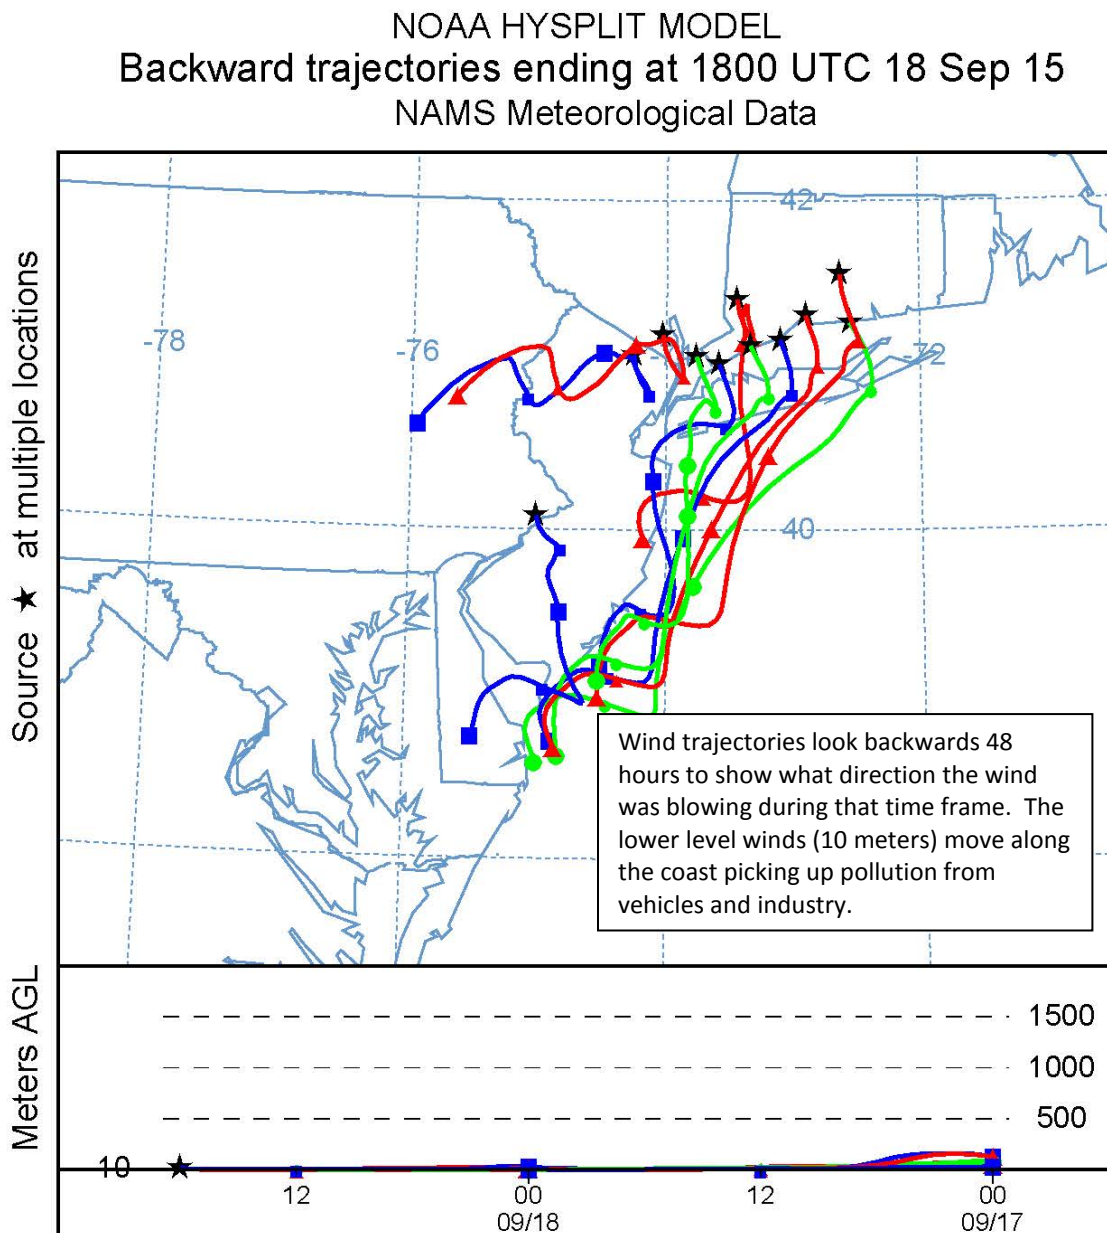 NOAA HYSPLIT MODEL
Backward trajectories ending at 1800 UTC 18 Sep 15
NAMS Meteorological Data
Source ★ at multiple locations
42
-78
-76
-72
40
Wind trajectories look backwards 48
hours to show what direction the wind
was blowing during that time frame. The
lower level winds (10 meters) move along
the coast picking up pollution from
vehicles and industry.
Meters AGL
1500
1000
500
10
12
00
12
00
09/18
09/17